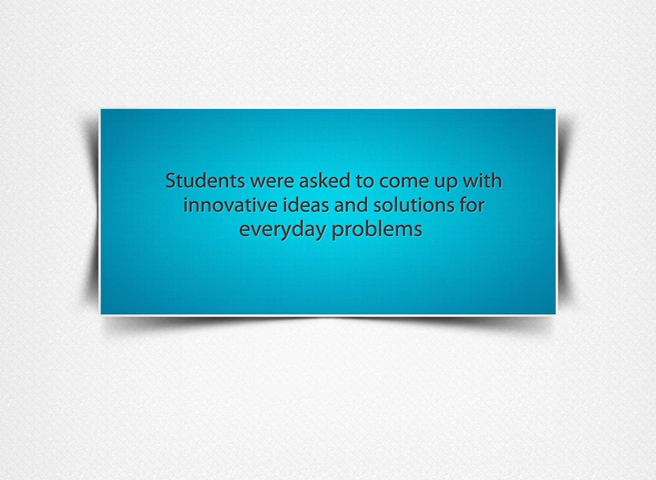 Students were asked to come up with
innovative ideas and solutions for
everyday problems